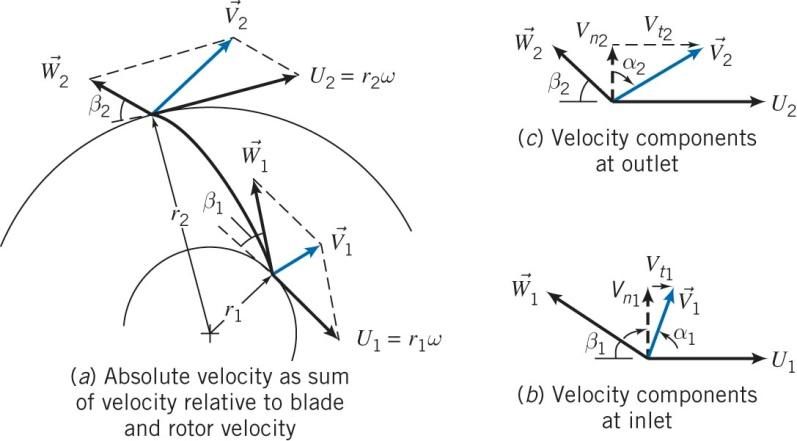 V⃗2
W⃗2
U2 = r2ω
β2
W⃗1
β1
r2
V⃗1
r1
U1 = r1ω
(a) Absolute velocity as sum
of velocity relative to blade
and rotor velocity
Vn2
Vt2
W⃗2
V⃗2
α2
β2
U2
(c) Velocity components
at outlet
Vt1
W⃗1
Vn1
V⃗1
β1
α1
U1
(b) Velocity components
at inlet